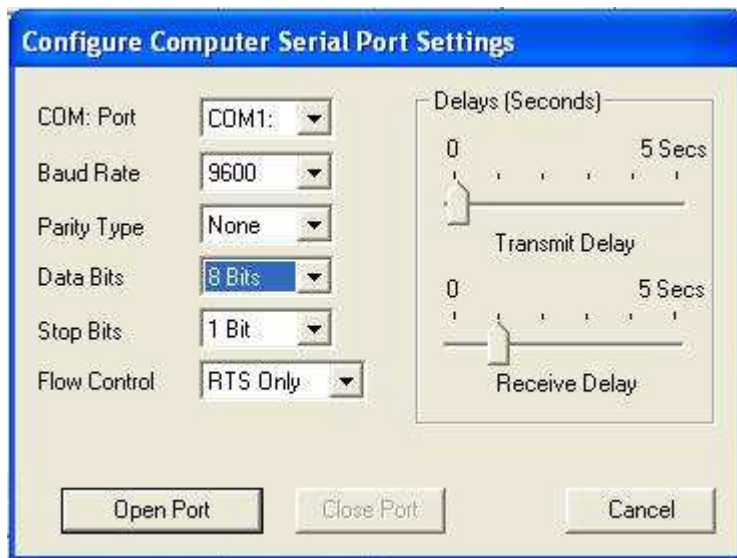 Configure Computer Serial Port Settings
COM: Port COM1:
Baud Rate 9600
Parity Type None
Data Bits 8 Bits
Stop Bits 1 Bit
Flow Control RTS Only
Delays (Seconds)
0 5 Secs
Transmit Delay
0 5 Secs
Receive Delay
Open Port Close Port Cancel